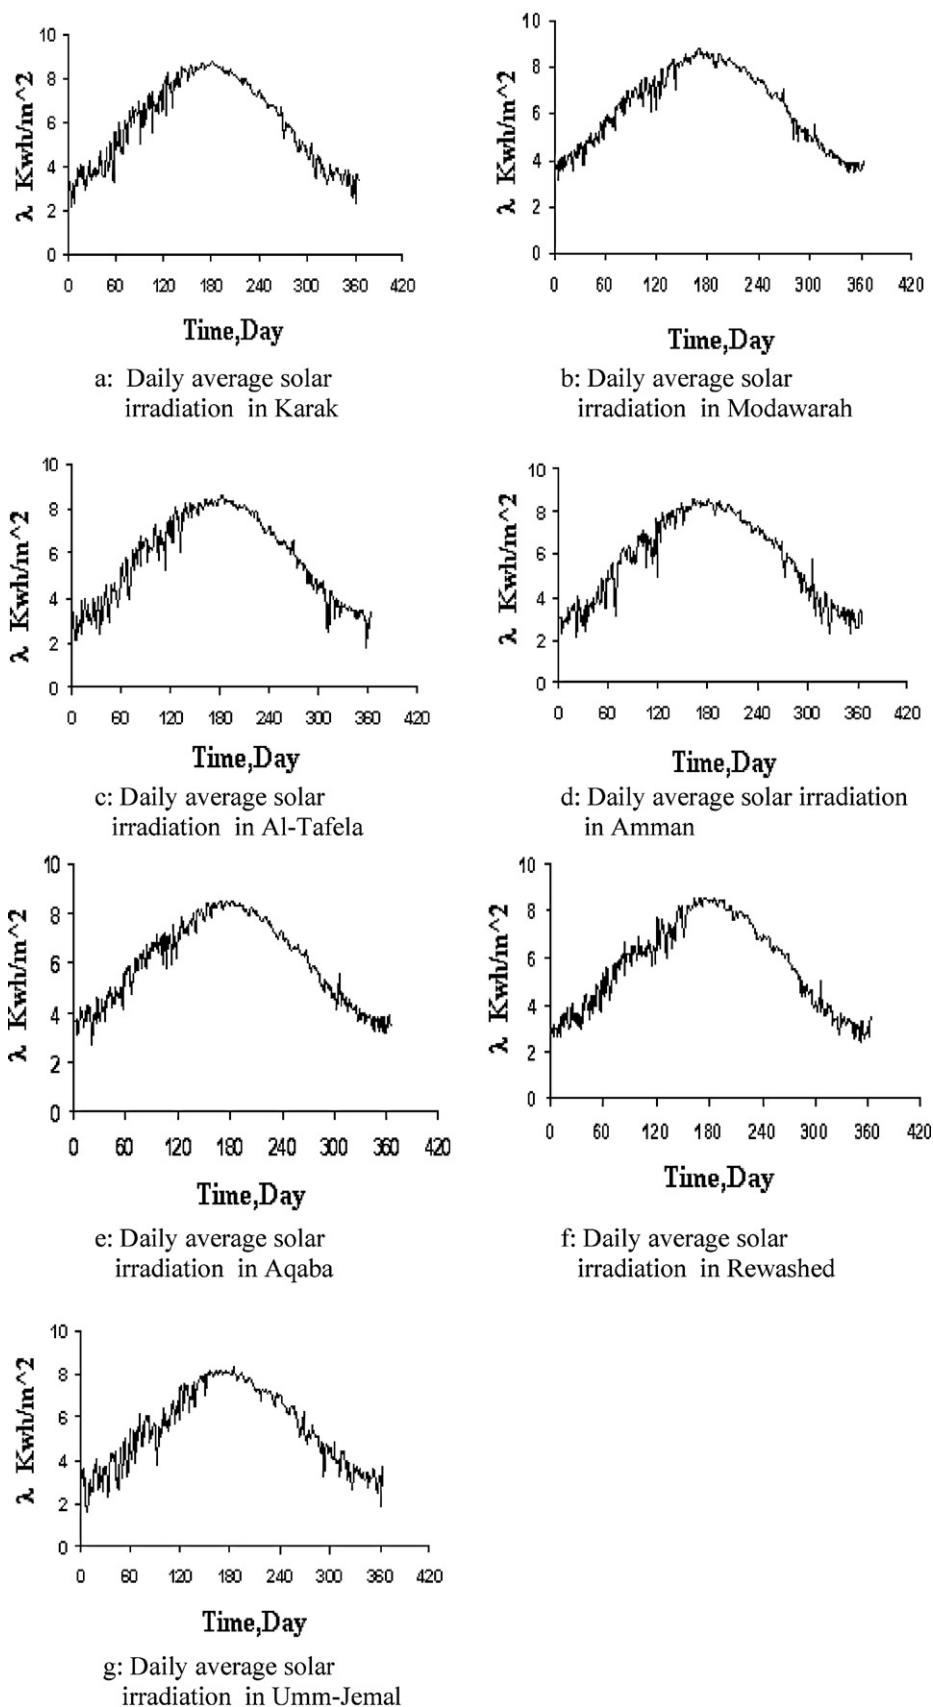 10
8
6
4
2
0
λ Kwh/m^2
0 60 120 180 240 300 360 420
Time,Day
a: Daily average solar
irradiation in Karak
10
8
6
4
2
0
λ Kwh/m^2
0 60 120 180 240 300 360 420
Time,Day
b: Daily average solar
irradiation in Modawarah
10
8
6
4
2
0
λ Kwh/m^2
0 60 120 180 240 300 360 420
Time,Day
c: Daily average solar
irradiation in Al-Tafela
10
8
6
4
2
0
λ Kwh/m^2
0 60 120 180 240 300 360 420
Time,Day
d: Daily average solar irradiation
in Amman
10
8
6
4
2
0
λ Kwh/m^2
0 60 120 180 240 300 360 420
Time,Day
e: Daily average solar
irradiation in Aqaba
10
8
6
4
2
0
λ Kwh/m^2
0 60 120 180 240 300 360 420
Time,Day
f: Daily average solar
irradiation in Rewashed
10
8
6
4
2
0
λ Kwh/m^2
0 60 120 180 240 300 360 420
Time,Day
g: Daily average solar
irradiation in Umm-Jemal